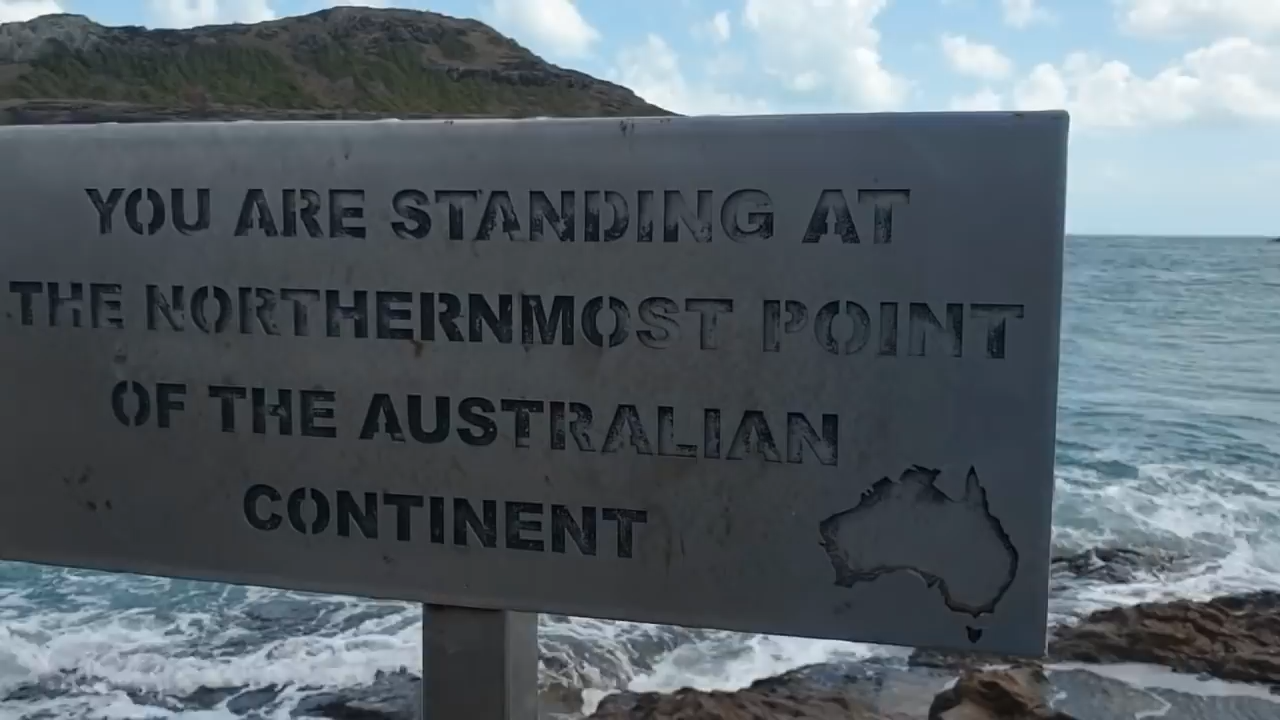 YOU ARE STANDING AT
THE NORTHERNMOST POINT
OF THE AUSTRALIAN
CONTINENT